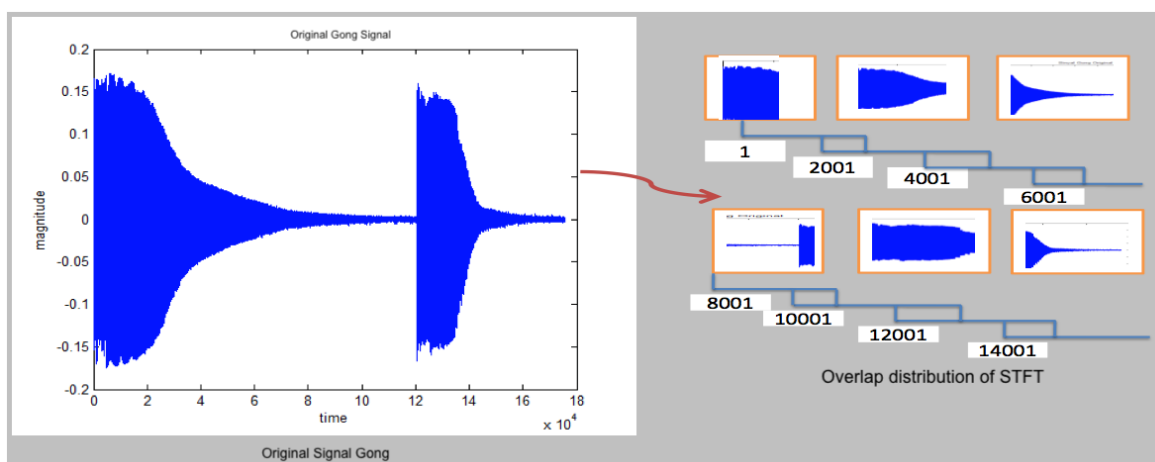 Original Gong Signal
0.2
0.15
0.1
0.05
0
-0.05
-0.1
-0.15
-0.2
magnitude
0 2 4 6 8 10 12 14 16 18
time
x 10⁴
Original Signal Gong
1
2001
4001
6001
g Original
8001
10001
12001
14001
Overlap distribution of STFT